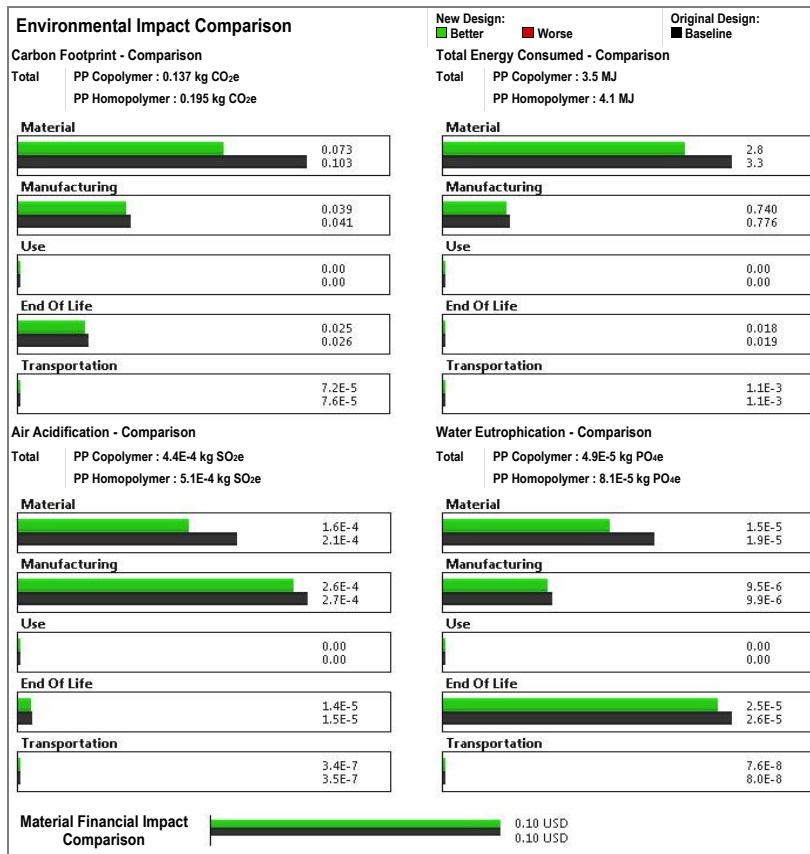 Environmental Impact Comparison
New Design:
Better Worse
Original Design:
Baseline
Carbon Footprint - Comparison
Total PP Copolymer : 0.137 kg CO2e
PP Homopolymer : 0.195 kg CO2e
Material
0.073
0.103
Manufacturing
0.039
0.041
Use
0.00
0.00
End Of Life
0.025
0.026
Transportation
7.2E-5
7.6E-5
Total Energy Consumed - Comparison
Total PP Copolymer : 3.5 MJ
PP Homopolymer : 4.1 MJ
Material
2.8
3.3
Manufacturing
0.740
0.776
Use
0.00
0.00
End Of Life
0.018
0.019
Transportation
1.1E-3
1.1E-3
Air Acidification - Comparison
Total PP Copolymer : 4.4E-4 kg SO2e
PP Homopolymer : 5.1E-4 kg SO2e
Material
1.6E-4
2.1E-4
Manufacturing
2.6E-4
2.7E-4
Use
0.00
0.00
End Of Life
1.4E-5
1.5E-5
Transportation
3.4E-7
3.5E-7
Water Eutrophication - Comparison
Total PP Copolymer : 4.9E-5 kg PO4e
PP Homopolymer : 8.1E-5 kg PO4e
Material
1.5E-5
1.9E-5
Manufacturing
9.5E-6
9.9E-6
Use
0.00
0.00
End Of Life
2.5E-5
2.6E-5
Transportation
7.6E-8
8.0E-8
Material Financial Impact
Comparison
0.10 USD
0.10 USD